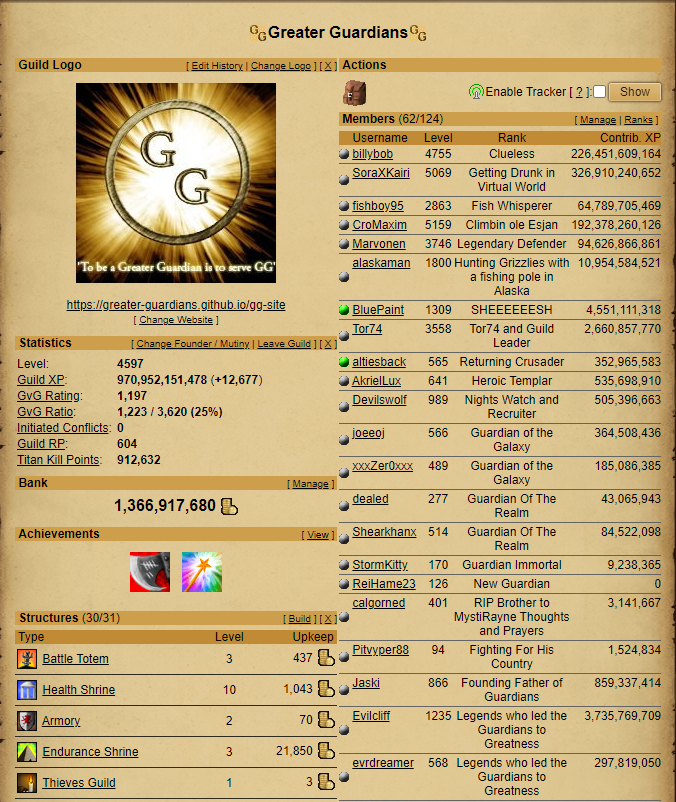 GG Greater Guardians GG
Guild Logo [ Edit History | Change Logo ] [ X ]
G G
"To be a Greater Guardian is to serve GG"
https://greater-guardians.github.io/gg-site
[ Change Website ]
Statistics [ Change Founder / Mutiny | Leave Guild ] [ X ]
Level: 4597
Guild XP: 970,952,151,478 (+12,677)
GvG Rating: 1,197
GvG Ratio: 1,223 / 3,620 (25%)
Initiated Conflicts: 0
Guild RP: 604
Titan Kill Points: 912,632
Bank [ Manage ]
1,366,917,680
Achievements [ View ]
Structures (30/31) [ Build ] [ X ]
Type Level Upkeep
Battle Totem 3 437
Health Shrine 10 1,043
Armory 2 70
Endurance Shrine 3 21,850
Thieves Guild 1 3
Actions
Enable Tracker [ ? ]: Show
Members (62/124) [ Manage | Ranks ]
Username Level Rank Contrib. XP
billybob 4755 Clueless 226,451,609,164
SoraXKairi 5069 Getting Drunk in 326,910,240,652
Virtual World
fishboy95 2863 Fish Whisperer 64,789,705,469
CroMaxim 5159 Climbin ole Esjan 192,378,260,126
Marvonen 3746 Legendary Defender 94,626,866,861
alaskaman 1800 Hunting Grizzlies with 10,954,584,521
a fishing pole in
Alaska
BluePaint 1309 SHEEEEEESH 4,551,111,318
Tor74 3558 Tor74 and Guild 2,660,857,770
Leader
altiesback 565 Returning Crusader 352,965,583
AkrielLux 641 Heroic Templar 535,698,910
Devilswolf 989 Nights Watch and 505,396,663
Recruiter
joeeoj 566 Guardian of the 364,508,436
Galaxy
xxxZer0xxx 489 Guardian of the 185,086,385
Galaxy
dealed 277 Guardian Of The 43,065,943
Realm
Shearkhanx 514 Guardian Of The 84,522,098
Realm
StormKitty 170 Guardian Immortal 9,238,365
ReiHame23 126 New Guardian 0
calgorned 401 RIP Brother to 3,141,667
MystiRayne Thoughts
and Prayers
Pitvyper88 94 Fighting For His 1,524,834
Country
Jaski 866 Founding Father of 859,337,414
Guardians
Evilcliff 1235 Legends who led the 3,735,769,709
Guardians to
Greatness
evrdreamer 568 Legends who led the 297,819,050
Guardians to
Greatness